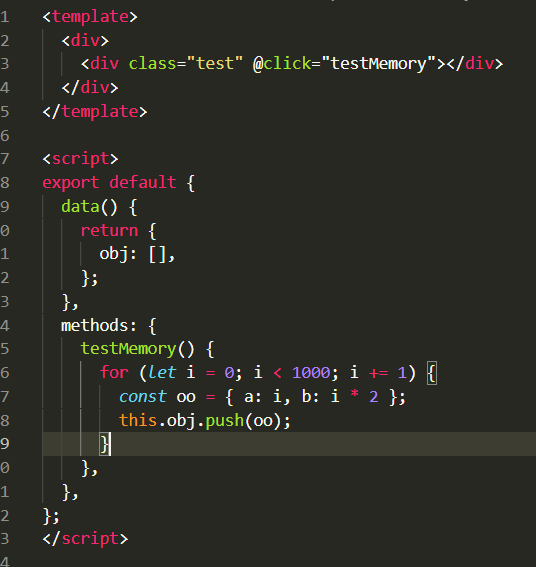 1 <template>
2   <div>
3     <div class="test" @click="testMemory"></div>
4   </div>
5 </template>
6
7 <script>
8 export default {
9   data() {
0     return {
1       obj: [],
2     };
3   },
4   methods: {
5     testMemory() {
6       for (let i = 0; i < 1000; i += 1) {
7         const oo = { a: i, b: i * 2 };
8         this.obj.push(oo);
9       }
0     },
1   },
2 };
3 </script>
4